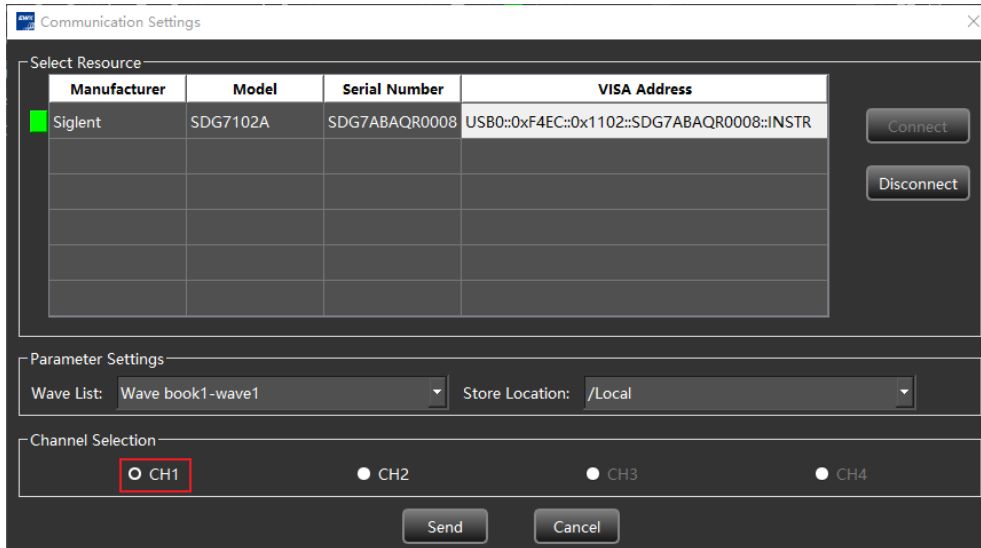 Communication Settings
Select Resource
Manufacturer Model Serial Number VISA Address
Siglent SDG7102A SDG7ABAQR0008 USB0::0xF4EC::0x1102::SDG7ABAQR0008::INSTR
Connect
Disconnect
Parameter Settings
Wave List: Wave book1-wave1 Store Location: /Local
Channel Selection
CH1 CH2 CH3 CH4
Send Cancel